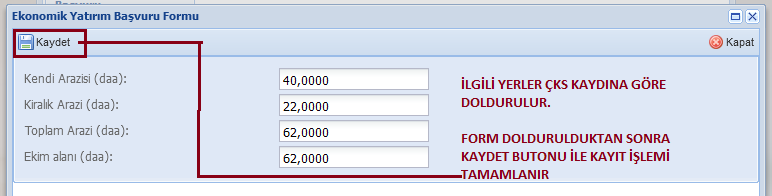 Ekonomik Yatırım Başvuru Formu
Kaydet
Kapat
Kendi Arazisi (daa): 40,0000
Kiralık Arazi (daa): 22,0000
Toplam Arazi (daa): 62,0000
Ekim alanı (daa): 62,0000
İLGİLİ YERLER ÇKS KAYDINA GÖRE
DOLDURULUR.
FORM DOLDURULDUKTAN SONRA
KAYDET BUTONU İLE KAYIT İŞLEMİ
TAMAMLANIR